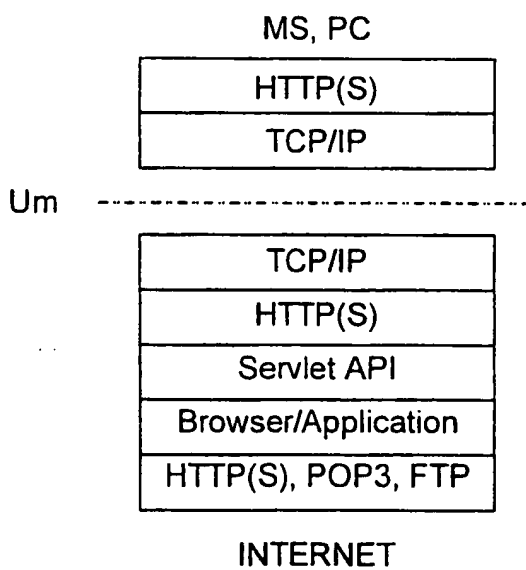 MS, PC
HTTP(S)
TCP/IP
Um
TCP/IP
HTTP(S)
Servlet API
Browser/Application
HTTP(S), POP3, FTP
INTERNET